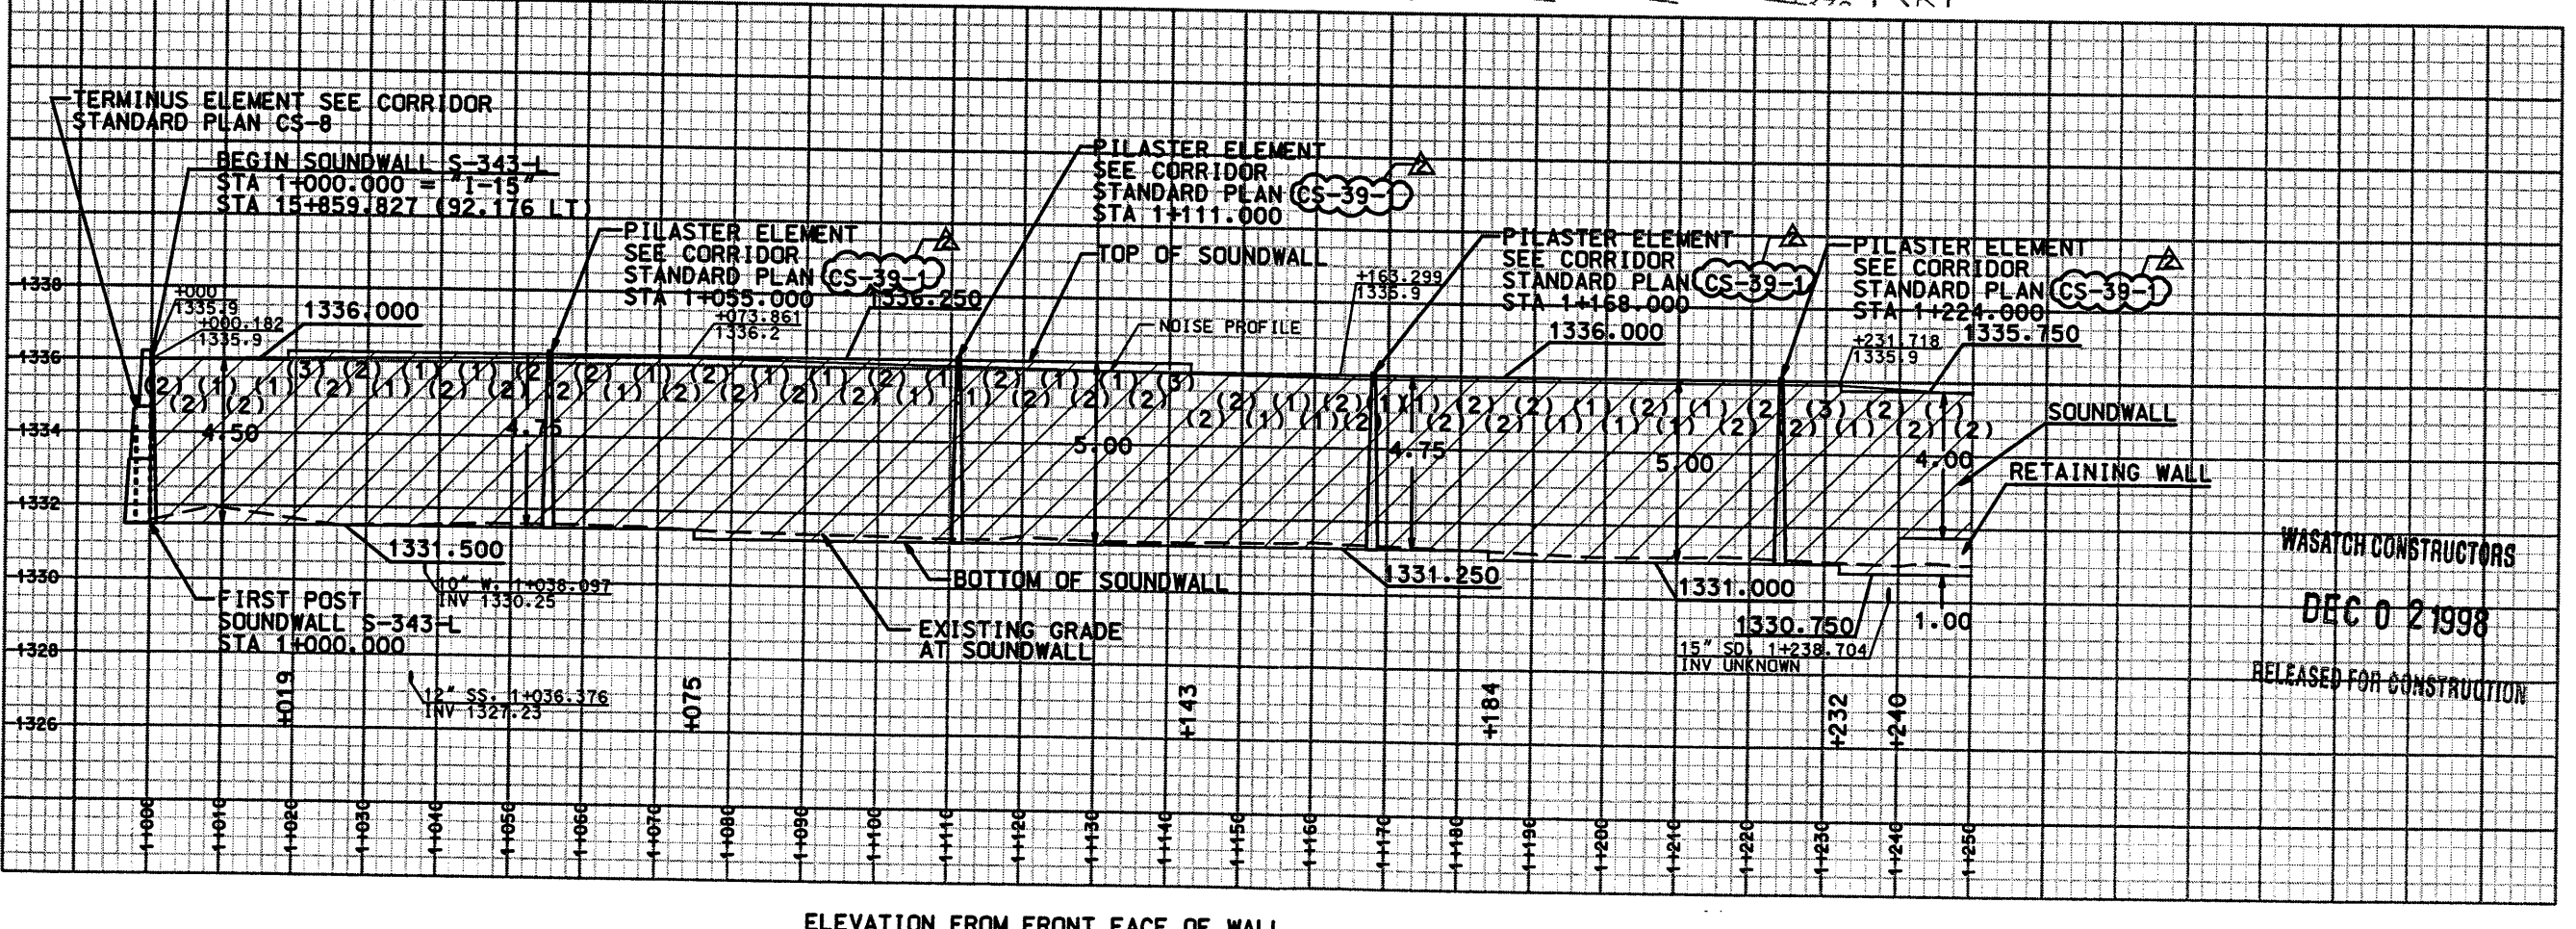 TERMINUS ELEMENT SEE CORRIDOR
STANDARD PLAN CS-8
BEGIN SOUNDWALL S-343-L
STA 1+000.000 = "I-15"
STA 15+859.827 (92.176 LT)
PILASTER ELEMENT
SEE CORRIDOR
STANDARD PLAN CS-39-1
STA 1+055.000
2
PILASTER ELEMENT
SEE CORRIDOR
STANDARD PLAN CS-39-1
STA 1+111.000
2
TOP OF SOUNDWALL
PILASTER ELEMENT
SEE CORRIDOR
STANDARD PLAN CS-39-1
STA 1+168.000
2
PILASTER ELEMENT
SEE CORRIDOR
STANDARD PLAN CS-39-1
STA 1+224.000
2
1338
1336
1334
1332
1330
1328
1326
+000
1335.9
+000.182
1335.9
1336.000
1336.250
+073.861
1336.2
NOISE PROFILE
+163.299
1335.9
1336.000
+231.718
1335.9
1335.750
4.50
4.75
5.00
4.75
5.00
4.00
SOUNDWALL
RETAINING WALL
1331.500
10" W. 1+038.097
INV 1330.25
BOTTOM OF SOUNDWALL
1331.250
1331.000
1330.750
1.00
FIRST POST
SOUNDWALL S-343-L
STA 1+000.000
EXISTING GRADE
AT SOUNDWALL
15" SD. 1+238.704
INV UNKNOWN
12" SS. 1+036.376
INV 1327.23
+019
+075
+143
+184
+232
+240
1+000
1+010
1+020
1+030
1+040
1+050
1+060
1+070
1+080
1+090
1+100
1+110
1+120
1+130
1+140
1+150
1+160
1+170
1+180
1+190
1+200
1+210
1+220
1+230
1+240
1+250
WASATCH CONSTRUCTORS
DEC 02 1998
RELEASED FOR CONSTRUCTION
ELEVATION FROM FRONT FACE OF WALL